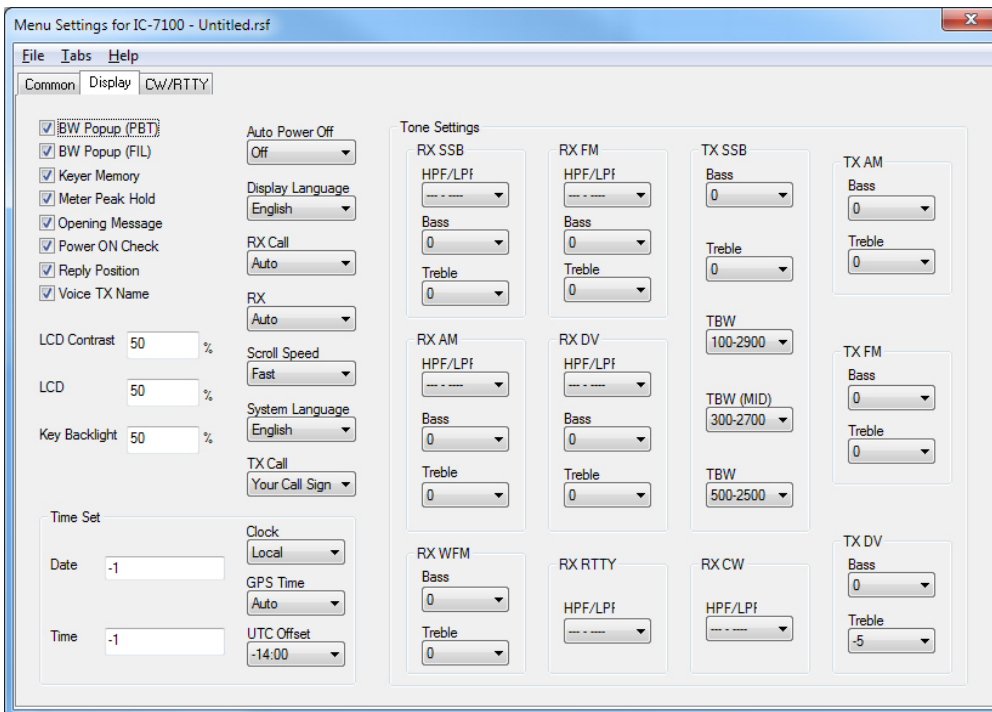 Menu Settings for IC-7100 - Untitled.rsf
x
File Tabs Help
Common Display CW/RTTY
BW Popup (PBT)
BW Popup (FIL)
Keyer Memory
Meter Peak Hold
Opening Message
Power ON Check
Reply Position
Voice TX Name
LCD Contrast 50 %
LCD 50 %
Key Backlight 50 %
Auto Power Off
Off
Display Language
English
RX Call
Auto
RX
Auto
Scroll Speed
Fast
System Language
English
TX Call
Your Call Sign
Time Set
Date -1
Time -1
Clock
Local
GPS Time
Auto
UTC Offset
-14:00
Tone Settings
RX SSB
HPF/LPF
--- - ----
Bass
0
Treble
0
RX FM
HPF/LPF
--- - ----
Bass
0
Treble
0
TX SSB
Bass
0
Treble
0
TBW
100-2900
TBW (MID)
300-2700
TBW
500-2500
TX AM
Bass
0
Treble
0
RX AM
HPF/LPF
--- - ----
Bass
0
Treble
0
RX DV
HPF/LPF
--- - ----
Bass
0
Treble
0
TX FM
Bass
0
Treble
0
RX WFM
Bass
0
Treble
0
RX RTTY
HPF/LPF
--- - ----
RX CW
HPF/LPF
--- - ----
TX DV
Bass
0
Treble
-5